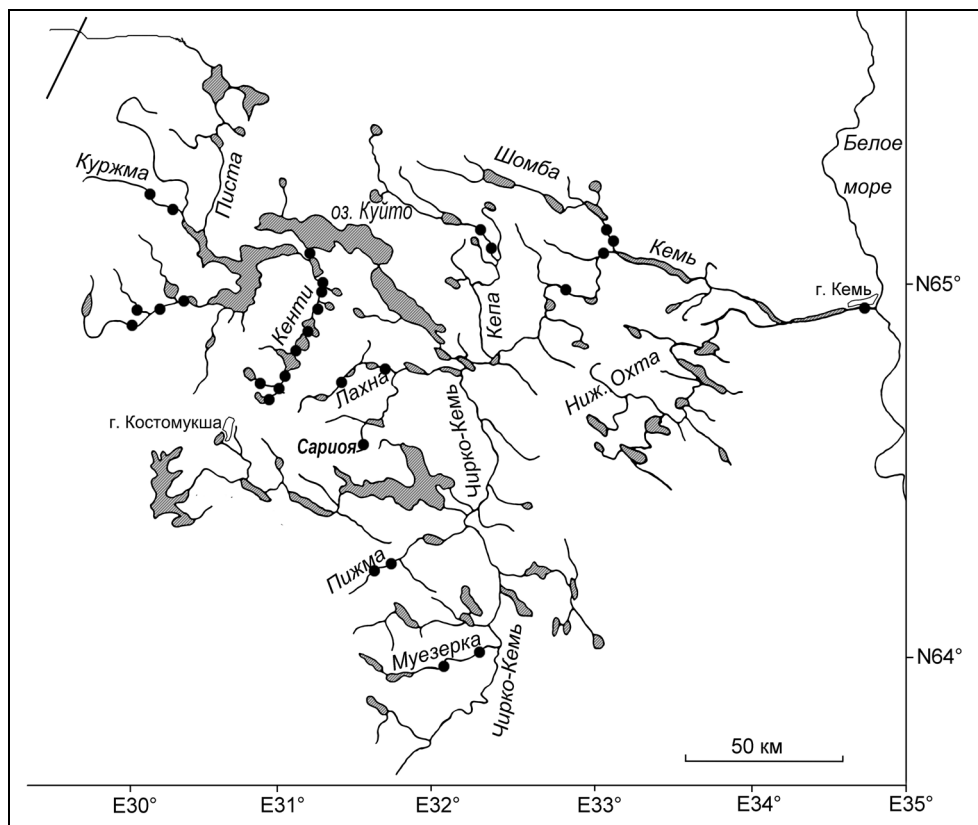 Куржма
Писта
оз. Куйто
Шомба
Белое
море
Кемь
г. Кемь
N65°
Кенти
Кепа
Лахна
Ниж. Охта
г. Костомукша
Сариоя
Чирко-Кемь
Пижма
Муезерка
Чирко-Кемь
N64°
50 км
E30°
E31°
E32°
E33°
E34°
E35°